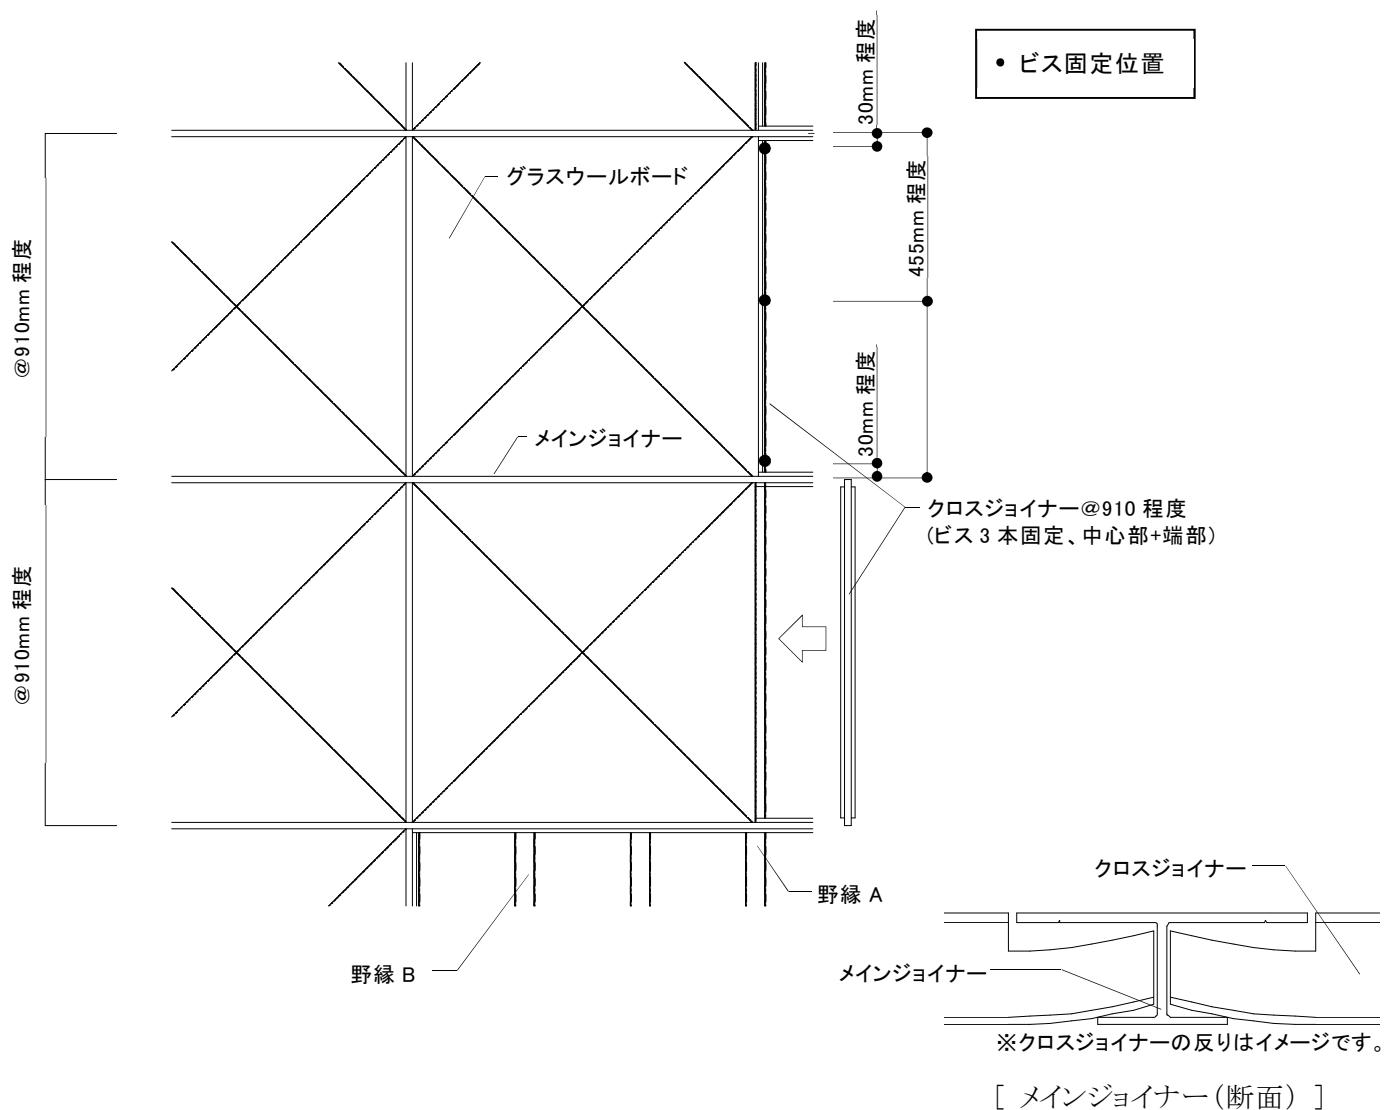 30mm 程度
• ビス固定位置
グラスウールボード
455mm 程度
@910mm 程度
30mm 程度
メインジョイナー
クロスジョイナー@910 程度
(ビス 3 本固定、中心部+端部)
@910mm 程度
野縁 A
野縁 B
クロスジョイナー
メインジョイナー
※クロスジョイナーの反りはイメージです。
[ メインジョイナー(断面) ]